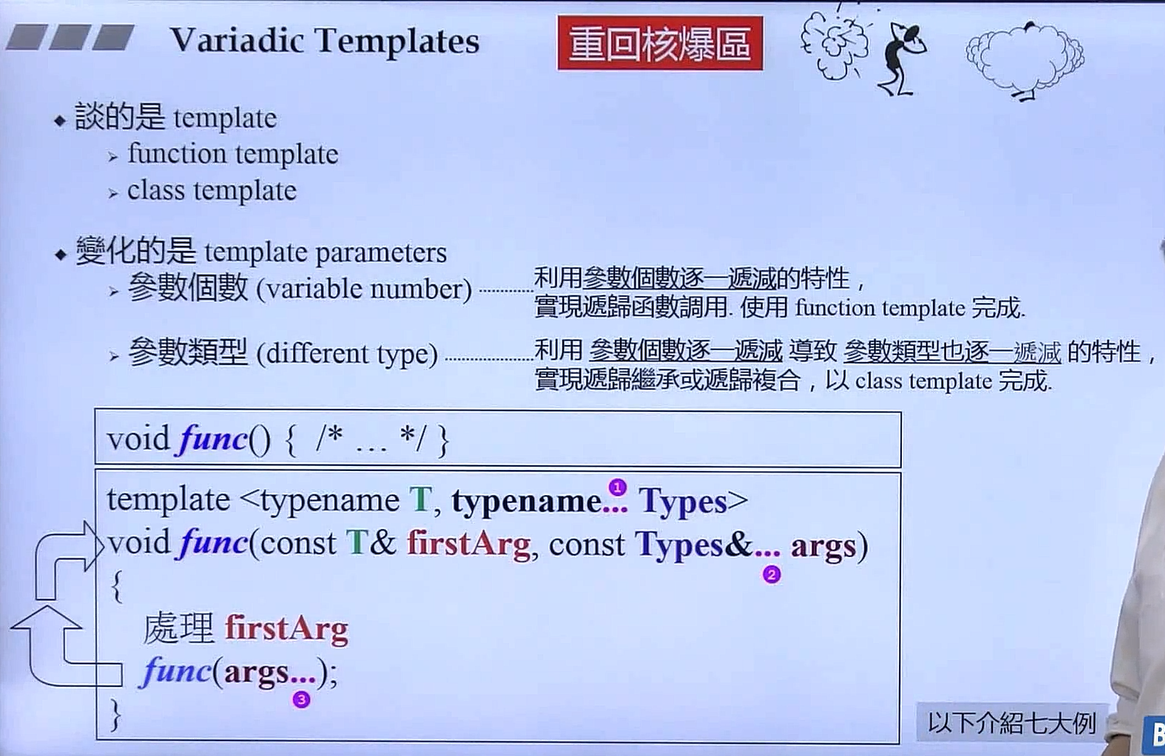 Variadic Templates
重回核爆區
談的是 template
function template
class template
變化的是 template parameters
參數個數 (variable number)
利用參數個數逐一遞減的特性，
實現遞歸函數調用. 使用 function template 完成.
參數類型 (different type)
利用 參數個數逐一遞減 導致 參數類型也逐一遞減 的特性，
實現遞歸繼承或遞歸複合，以 class template 完成.
void func() { /* … */ }
template <typename T, typename... Types>
1
void func(const T& firstArg, const Types&... args)
2
{
處理 firstArg
func(args...);
3
}
以下介紹七大例
B